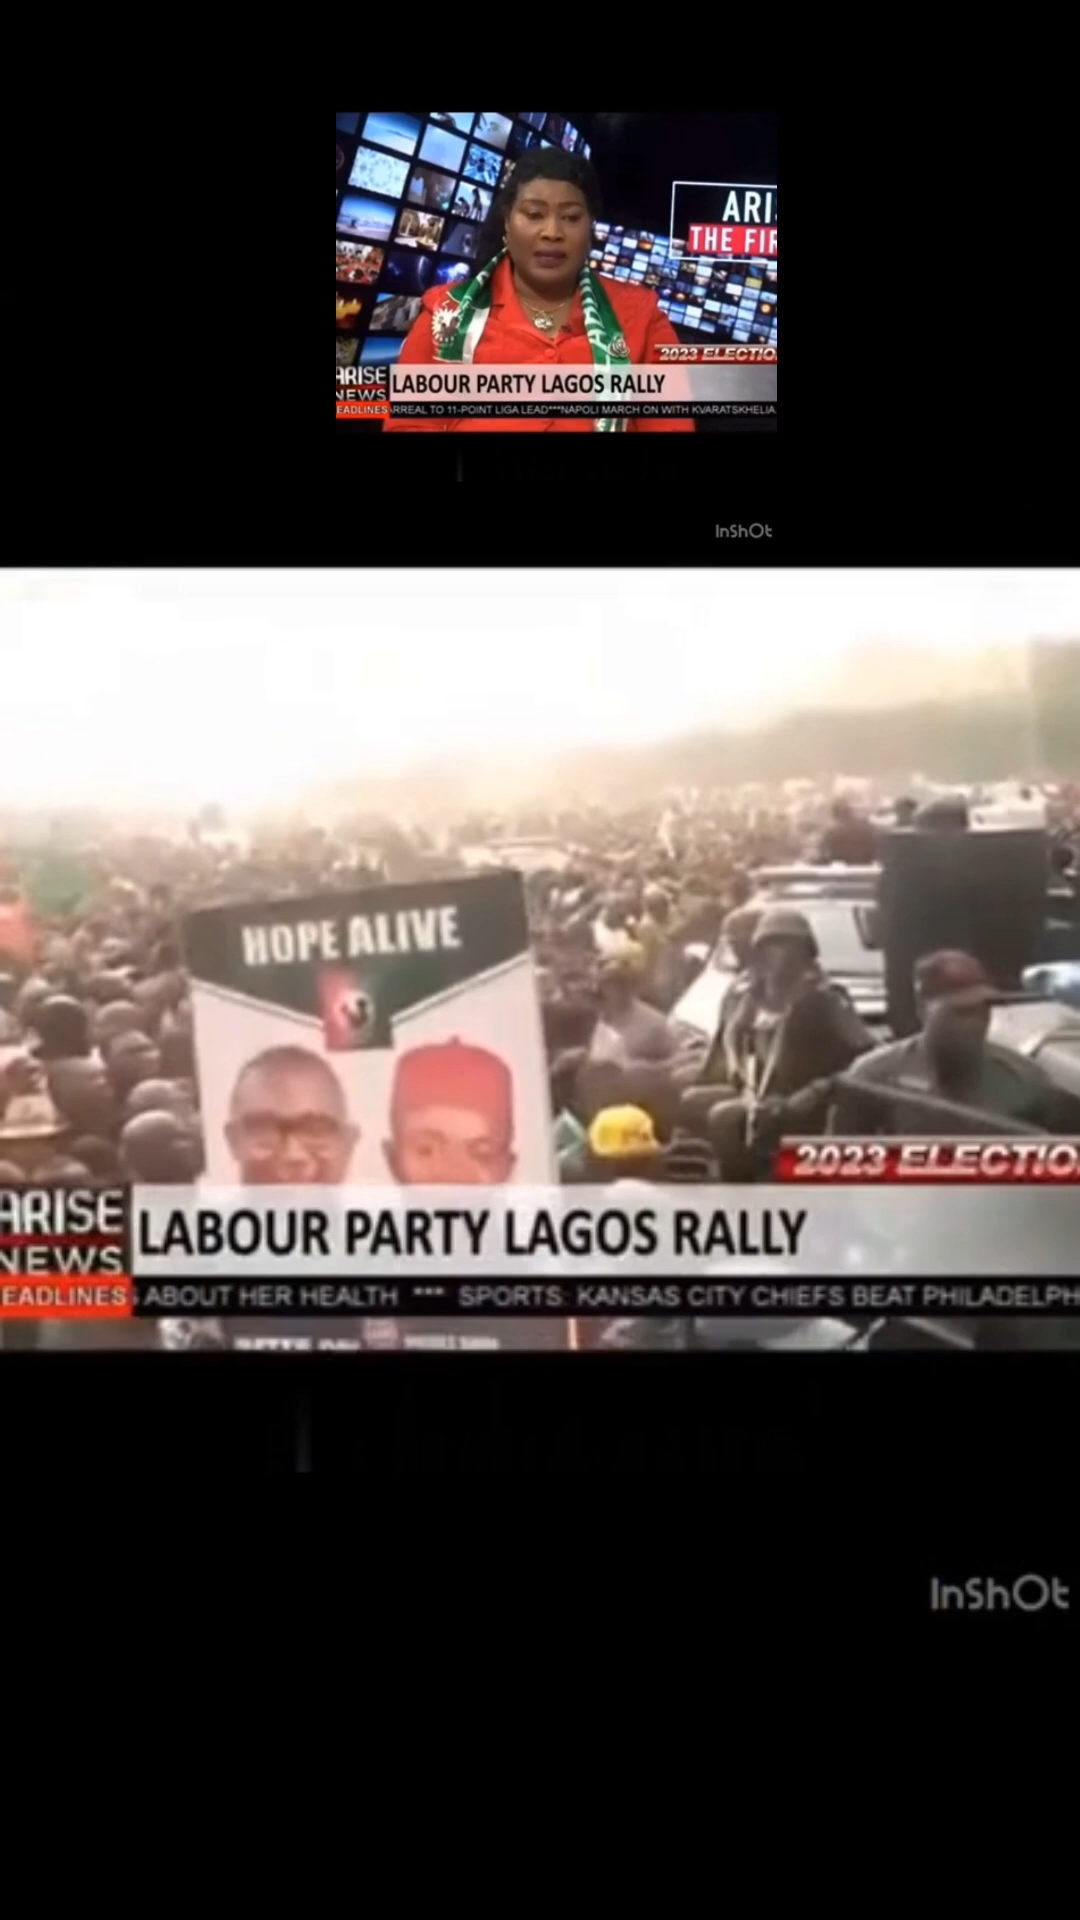 ARI
THE FIR
2023 ELECTIO
ARISE
NEWS
LABOUR PARTY LAGOS RALLY
EADLINES
RREAL TO 11-POINT LIGA LEAD***NAPOLI MARCH ON WITH KVARATSKHELIA
InShOt
HOPE ALIVE
2023 ELECTIO
ARISE
NEWS
LABOUR PARTY LAGOS RALLY
EADLINES
ABOUT HER HEALTH *** SPORTS: KANSAS CITY CHIEFS BEAT PHILADELPH
InShOt